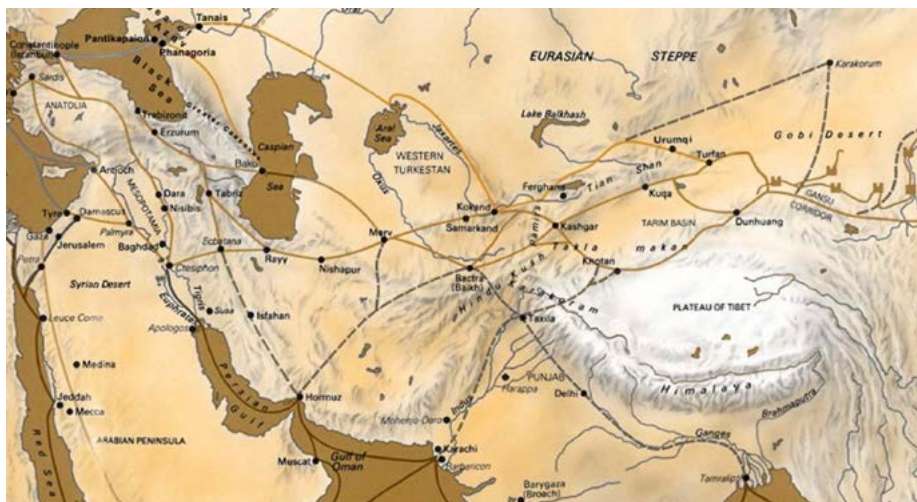 Tanais
Pantikapaion
Phanagoria
Constantinople
(Istanbul)
Sardis
ANATOLIA
Black
Sea
Greater Caucasus
Trebizond
Erzurum
Baku
Caspian
Sea
EURASIAN STEPPE
Karakorum
Lake Balkhash
Aral
Sea
Jaxartes
Oxus
WESTERN
TURKESTAN
Urumqi
Turfan
Gobi Desert
Ferghana
Tian Shan
Kuqa
GANSU
CORRIDOR
Antioch
MESOPOTAMIA
Dara
Nisibis
Tabriz
Kokand
Samarkand
Pamirs
Kashgar
TARIM BASIN
Dunhuang
Tyre
Damascus
Palmyra
Gaza
Jerusalem
Baghdad
Ecbatana
Ctesiphon
Rayy
Nishapur
Merv
Bactra
(Balkh)
Hindu Kush
Karakoram
Takla makan
Khotan
Petra
Syrian Desert
Euphrates
Tigris
Susa
Isfahan
Taxila
PLATEAU OF TIBET
Leuce Come
Apologos
Medina
Persian
Gulf
Hormuz
PUNJAB
Harappa
Himalaya
Delhi
Brahmaputra
Jeddah
Mecca
Mohenjo-Daro
Indus
Ganges
ARABIAN PENINSULA
Red Sea
Muscat
Gulf of
Oman
Karachi
Barbaricon
Barygaza
(Broach)
Tamralipti